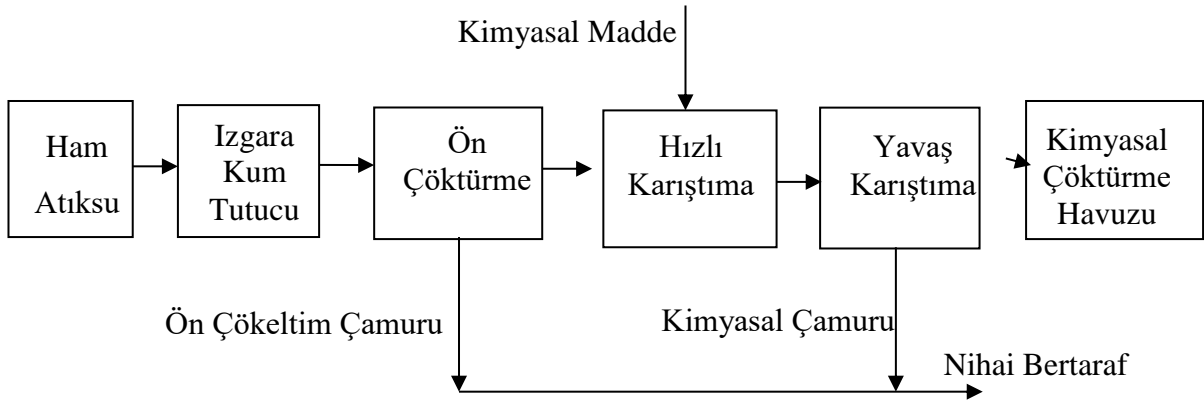 Kimyasal Madde
Ham
Atıksu
Izgara
Kum
Tutucu
Ön
Çöktürme
Hızlı
Karıştıma
Yavaş
Karıştıma
Kimyasal
Çöktürme
Havuzu
Ön Çökeltim Çamuru
Kimyasal Çamuru
Nihai Bertaraf